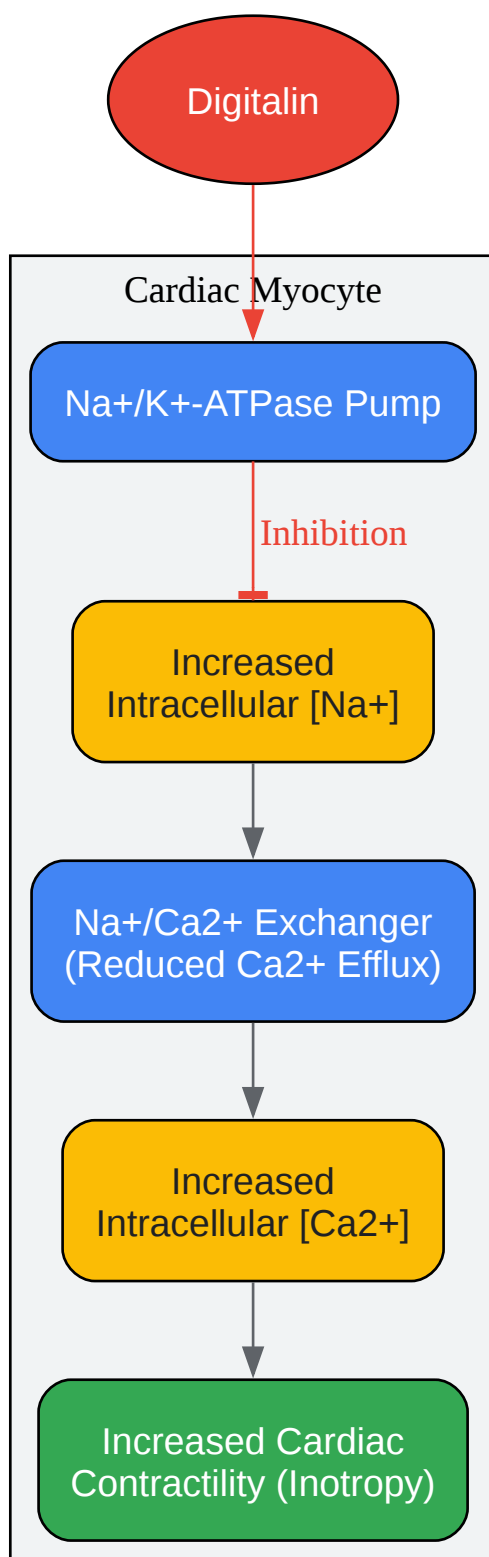 Digitalin
Cardiac Myocyte
Na+/K+-ATPase Pump
Inhibition
Increased
Intracellular [Na+]
Na+/Ca2+ Exchanger
(Reduced Ca2+ Efflux)
Increased
Intracellular [Ca2+]
Increased Cardiac
Contractility (Inotropy)